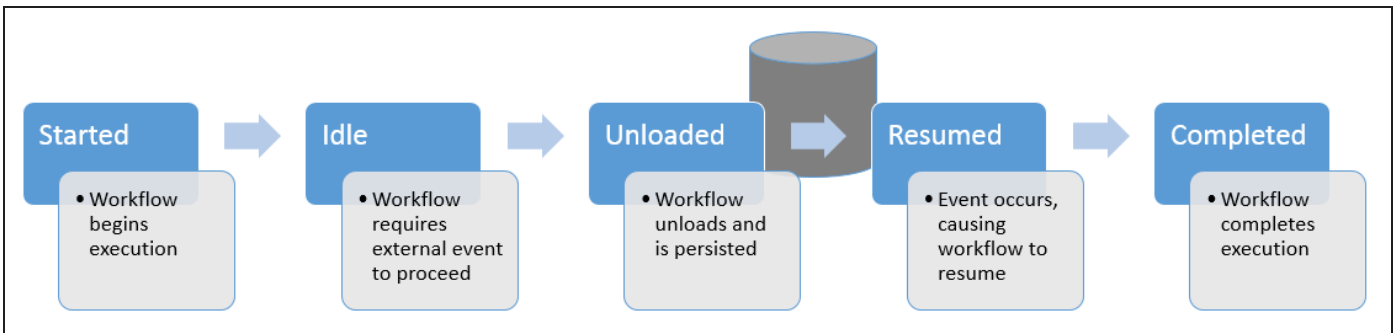 Started
• Workflow
begins
execution
Idle
• Workflow
requires
external event
to proceed
Unloaded
• Workflow
unloads and
is persisted
Resumed
• Event occurs,
causing
workflow to
resume
Completed
• Workflow
completes
execution